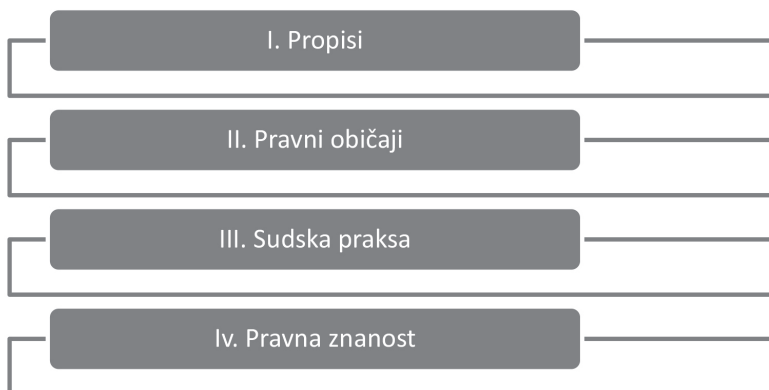 I. Propisi
II. Pravni običaji
III. Sudska praksa
Iv. Pravna znanost